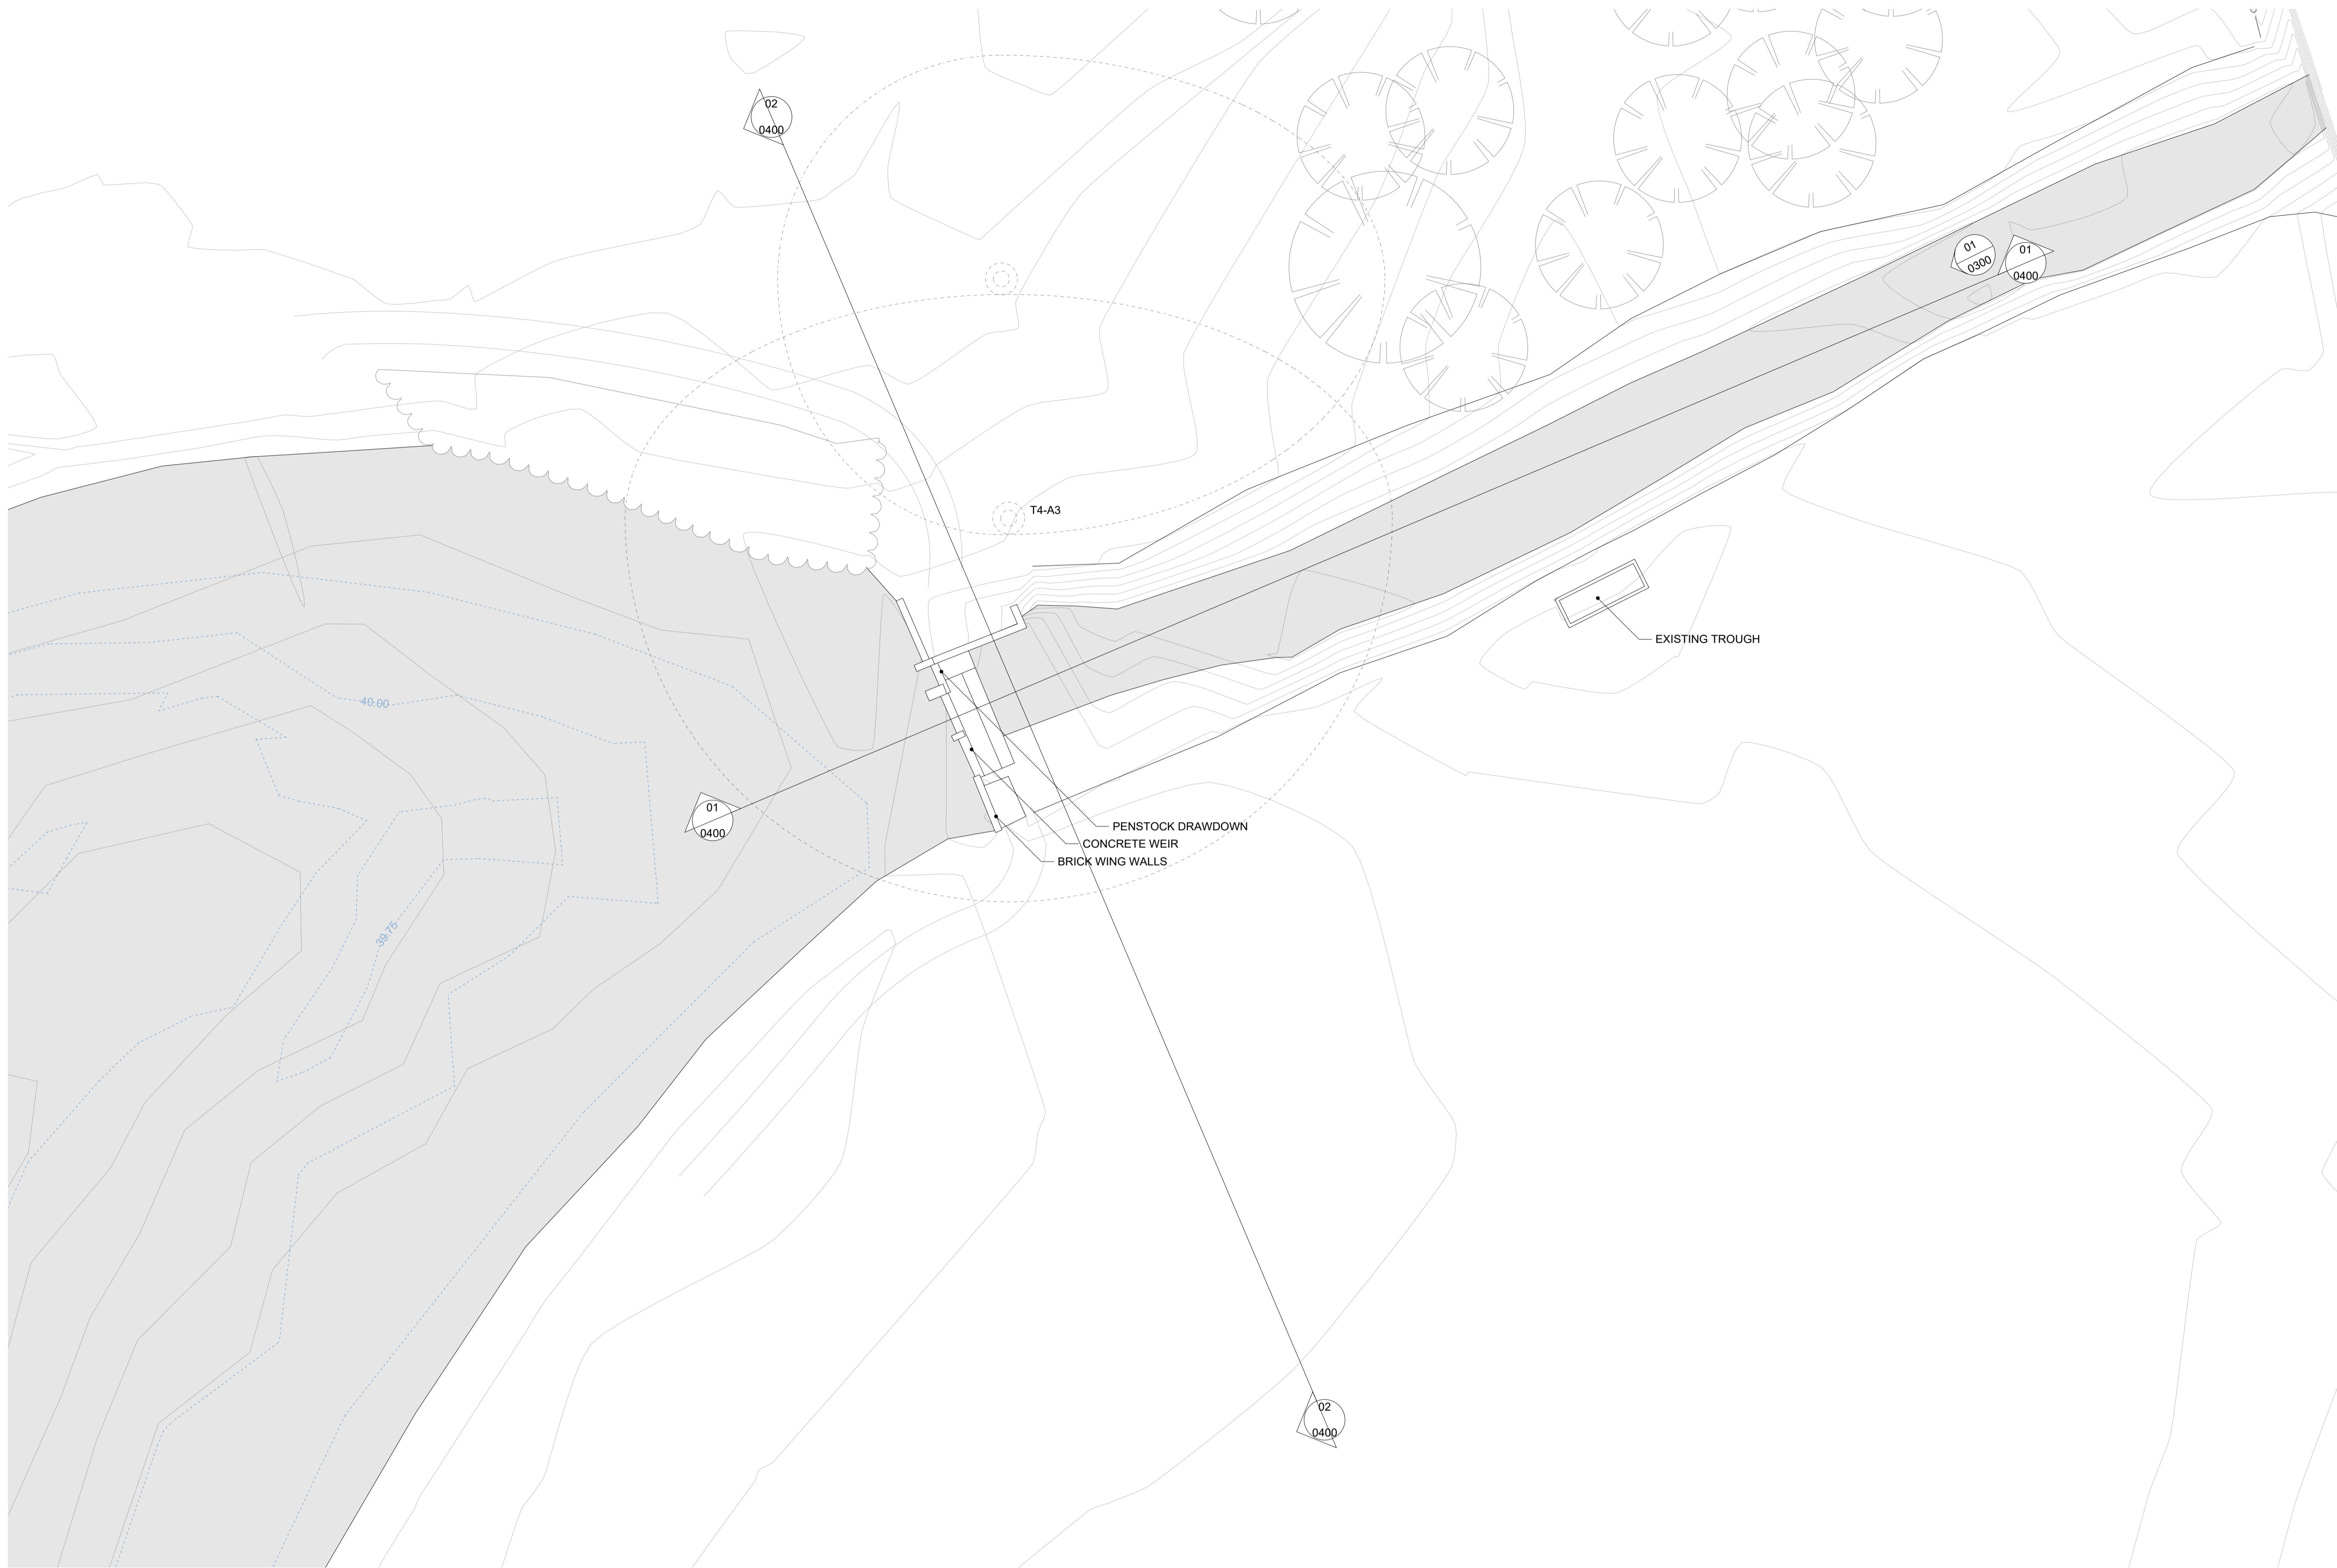 02
0400
01
0300
01
0400
T4-A3
EXISTING TROUGH
40.00
01
0400
PENSTOCK DRAWDOWN
CONCRETE WEIR
BRICK WING WALLS
39.75
02
0400